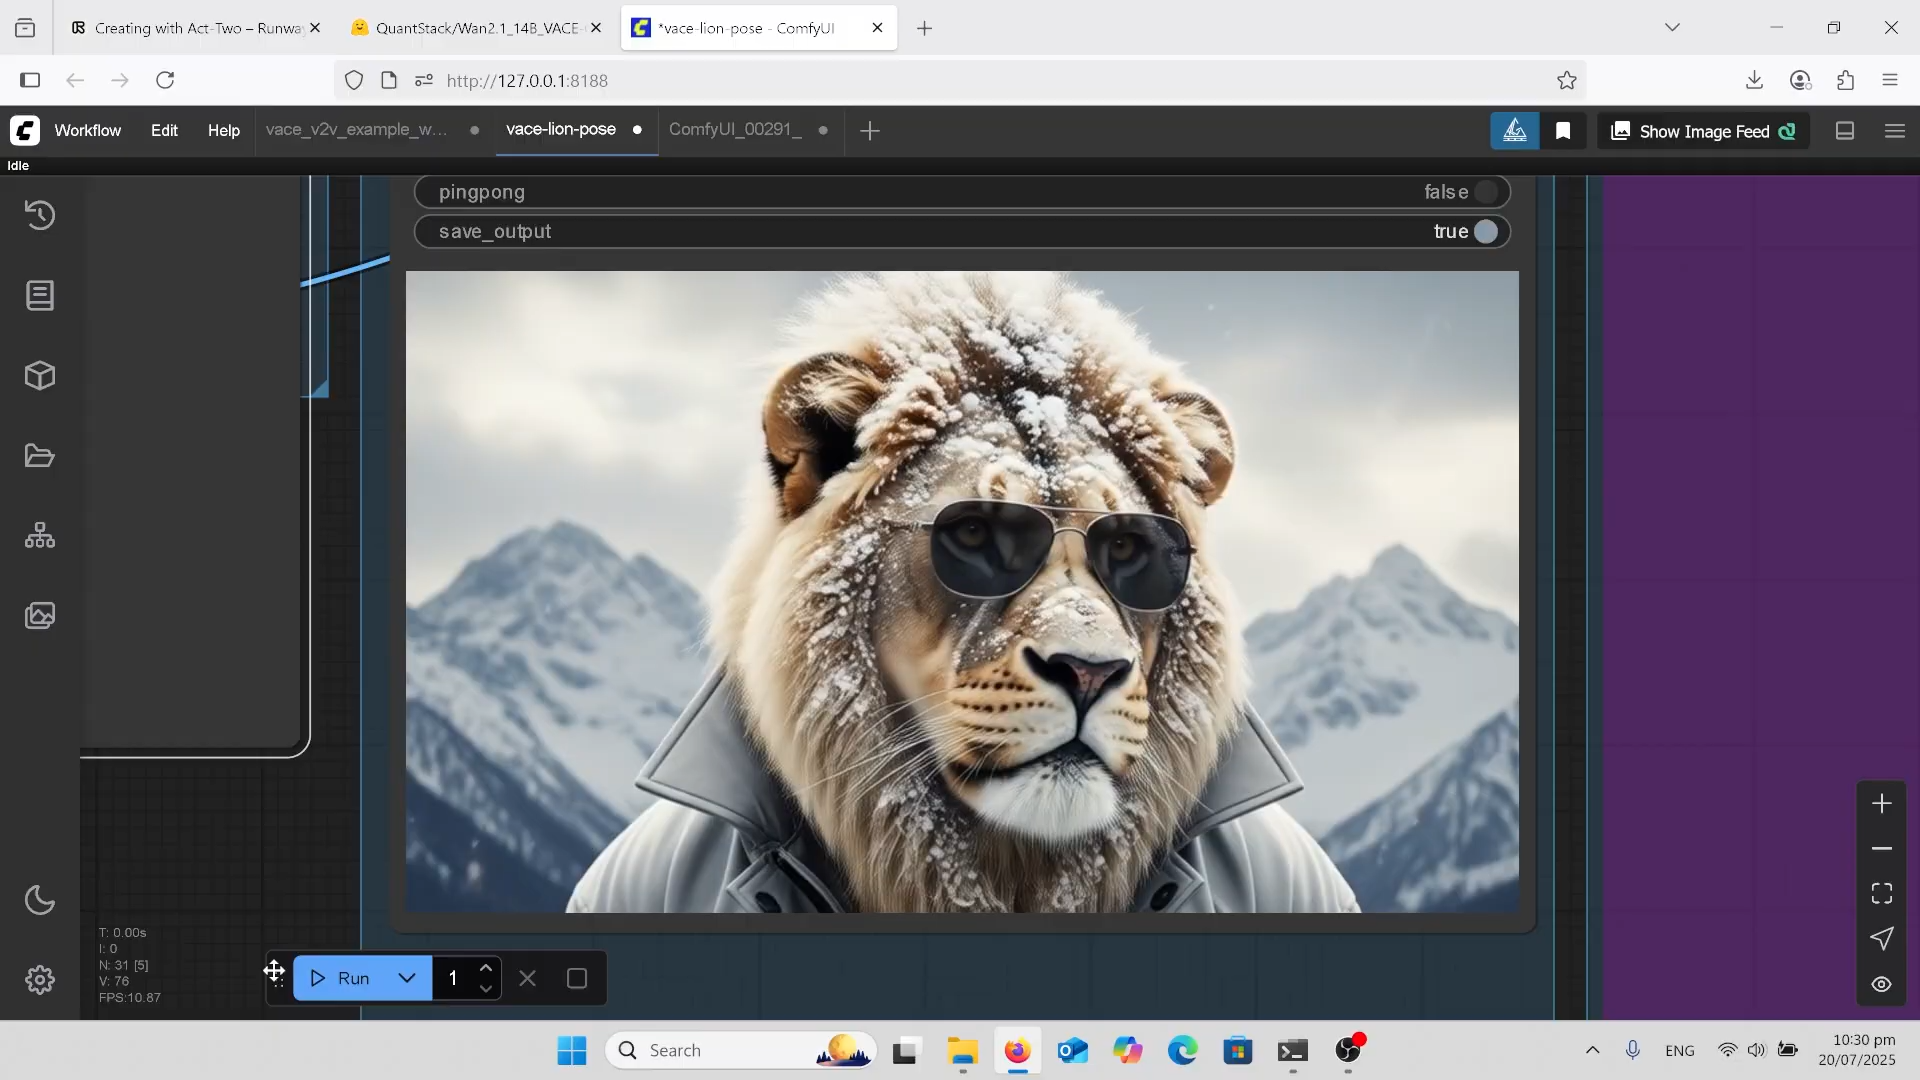 Creating with Act-Two – Runwa
QuantStack/Wan2.1_14B_VACE-
*vace-lion-pose - ComfyUI
http://127.0.0.1:8188
Workflow
Edit
Help
vace_v2v_example_w...
vace-lion-pose
ComfyUI_00291_
Show Image Feed
Idle
pingpong
false
save_output
true
T: 0.00s
I: 0
N: 31 [5]
V: 76
FPS:10.87
Run
1
Search
ENG
10:30 pm
20/07/2025